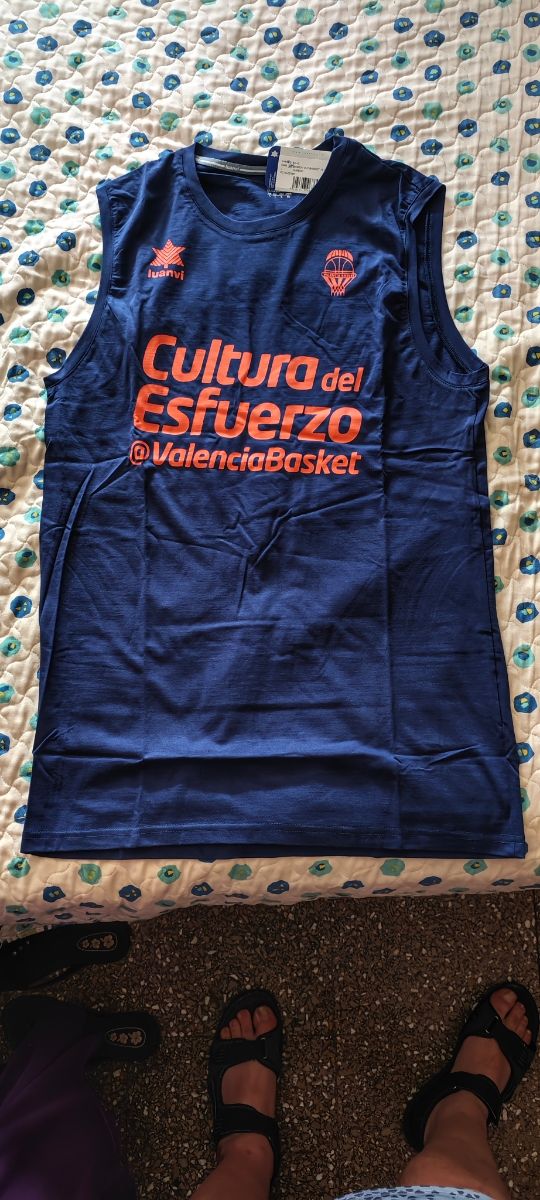 luanvi
Cultura del
Esfuerzo
@ValenciaBasket